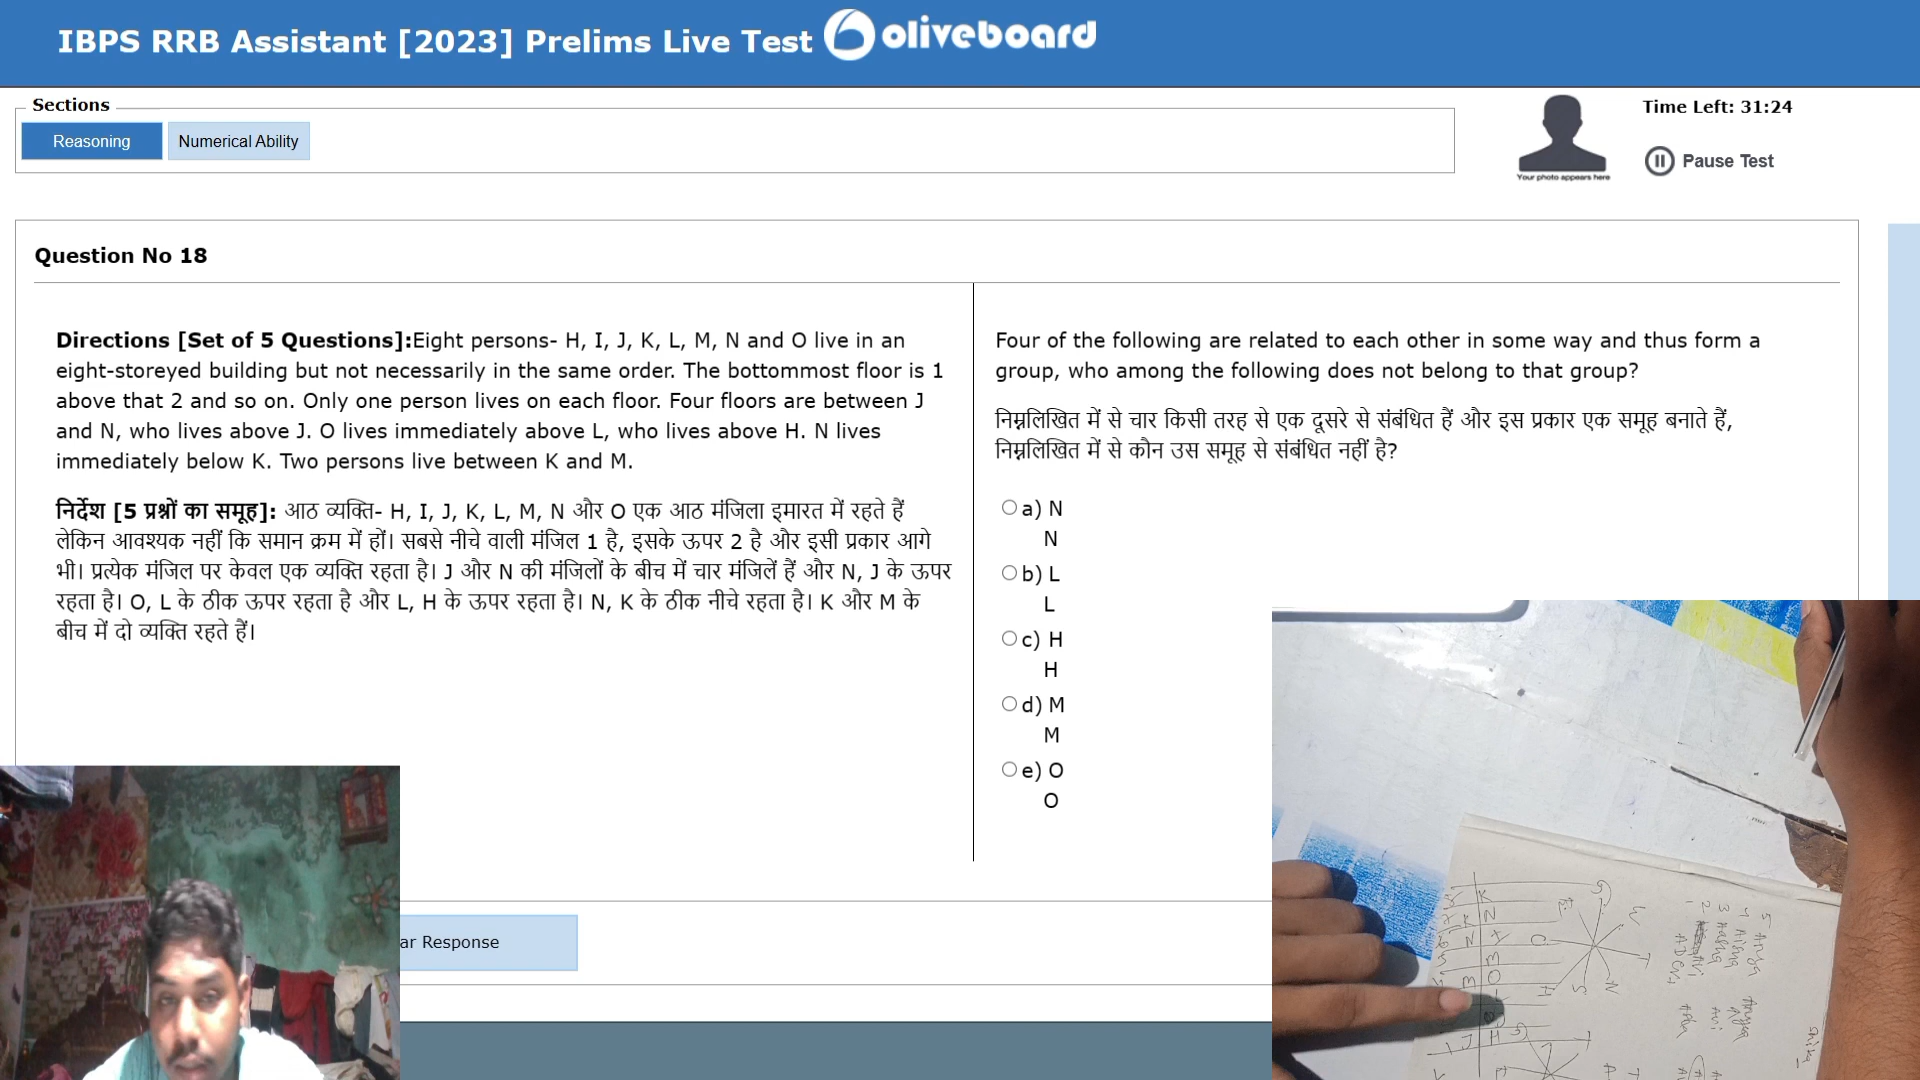 IBPS RRB Assistant [2023] Prelims Live Test oliveboard
Sections
Reasoning
Numerical Ability
Your photo appears here
Time Left: 31:24
Pause Test
Question No 18
Directions [Set of 5 Questions]:Eight persons- H, I, J, K, L, M, N and O live in an
eight-storeyed building but not necessarily in the same order. The bottommost floor is 1
above that 2 and so on. Only one person lives on each floor. Four floors are between J
and N, who lives above J. O lives immediately above L, who lives above H. N lives
immediately below K. Two persons live between K and M.
निर्देश [5 प्रश्नों का समूह]: आठ व्यक्ति- H, I, J, K, L, M, N और O एक आठ मंजिला इमारत में रहते हैं
लेकिन आवश्यक नहीं कि समान क्रम में हों। सबसे नीचे वाली मंजिल 1 है, इसके ऊपर 2 है और इसी प्रकार आगे
भी। प्रत्येक मंजिल पर केवल एक व्यक्ति रहता है। J और N की मंजिलों के बीच में चार मंजिलें हैं और N, J के ऊपर
रहता है। O, L के ठीक ऊपर रहता है और L, H के ऊपर रहता है। N, K के ठीक नीचे रहता है। K और M के
बीच में दो व्यक्ति रहते हैं।
Four of the following are related to each other in some way and thus form a
group, who among the following does not belong to that group?
निम्नलिखित में से चार किसी तरह से एक दूसरे से संबंधित हैं और इस प्रकार एक समूह बनाते हैं,
निम्नलिखित में से कौन उस समूह से संबंधित नहीं है?
a) N
N
b) L
L
c) H
H
d) M
M
e) O
O
ar Response